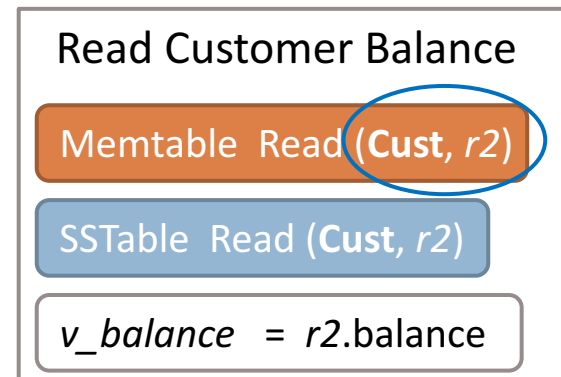 Read Customer Balance
Memtable Read (Cust, r2)
SSTable Read (Cust, r2)
v_balance = r2.balance